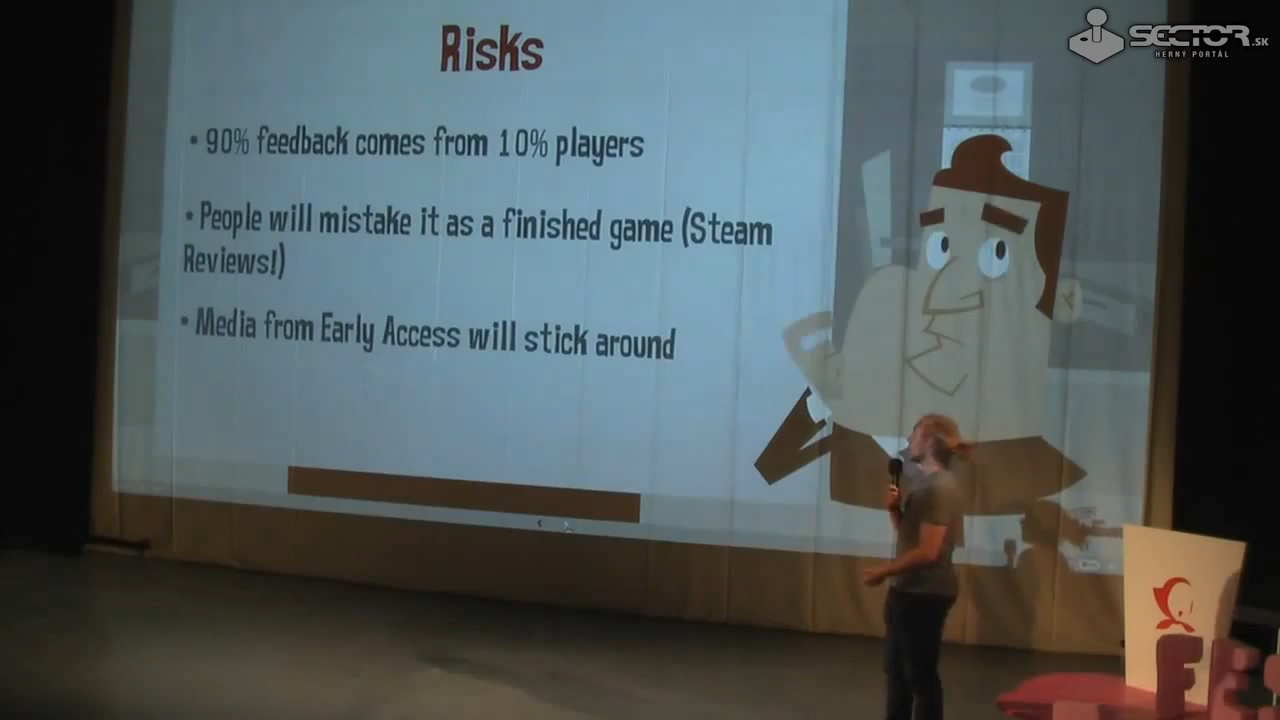 SECTOR.SK
HERNÝ PORTÁL
Risks
• 90% feedback comes from 10% players
• People will mistake it as a finished game (Steam
Reviews!)
• Media from Early Access will stick around
FES